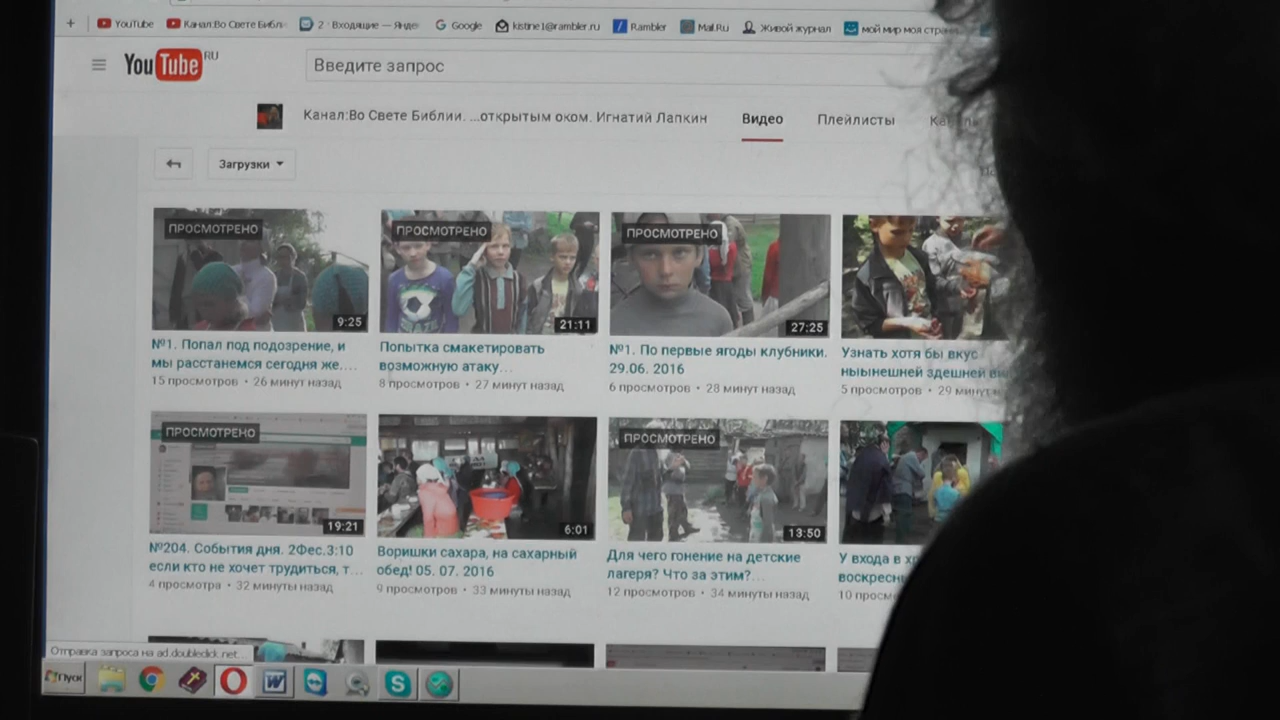 + YouTube Канал:Во Свете Библи 2 · Входящие — Янде Google kistine1@rambler.ru Rambler Mail.Ru Живой журнал мой мир моя стран
YouTube RU
Введите запрос
Канал:Во Свете Библии. ...открытым оком. Игнатий Лапкин Видео Плейлисты
Загрузки
ПРОСМОТРЕНО ПРОСМОТРЕНО ПРОСМОТРЕНО
9:25 21:11 27:25
№1. Попал под подозрение, и Попытка смакетировать №1. По первые ягоды клубники. Узнать хотя бы вкус
мы расстанемся сегодня же.... возможную атаку... 29.06. 2016 ныынешней здешней
15 просмотров • 26 минут назад 8 просмотров • 27 минут назад 6 просмотров • 28 минут назад 5 просмотров • 29 минут
ПРОСМОТРЕНО ПРОСМОТРЕНО
19:21 6:01 13:50
№204. События дня. 2Фес.3:10 Воришки сахара, на сахарный Для чего гонение на детские У входа в
если кто не хочет трудиться, т... обед! 05. 07. 2016 лагеря? Что за этим?... воскресн
4 просмотра • 32 минуты назад 9 просмотров • 33 минуты назад 12 просмотров • 34 минуты назад 10 просм
Отправка запроса на ad.doubleclick.net...
Пуск